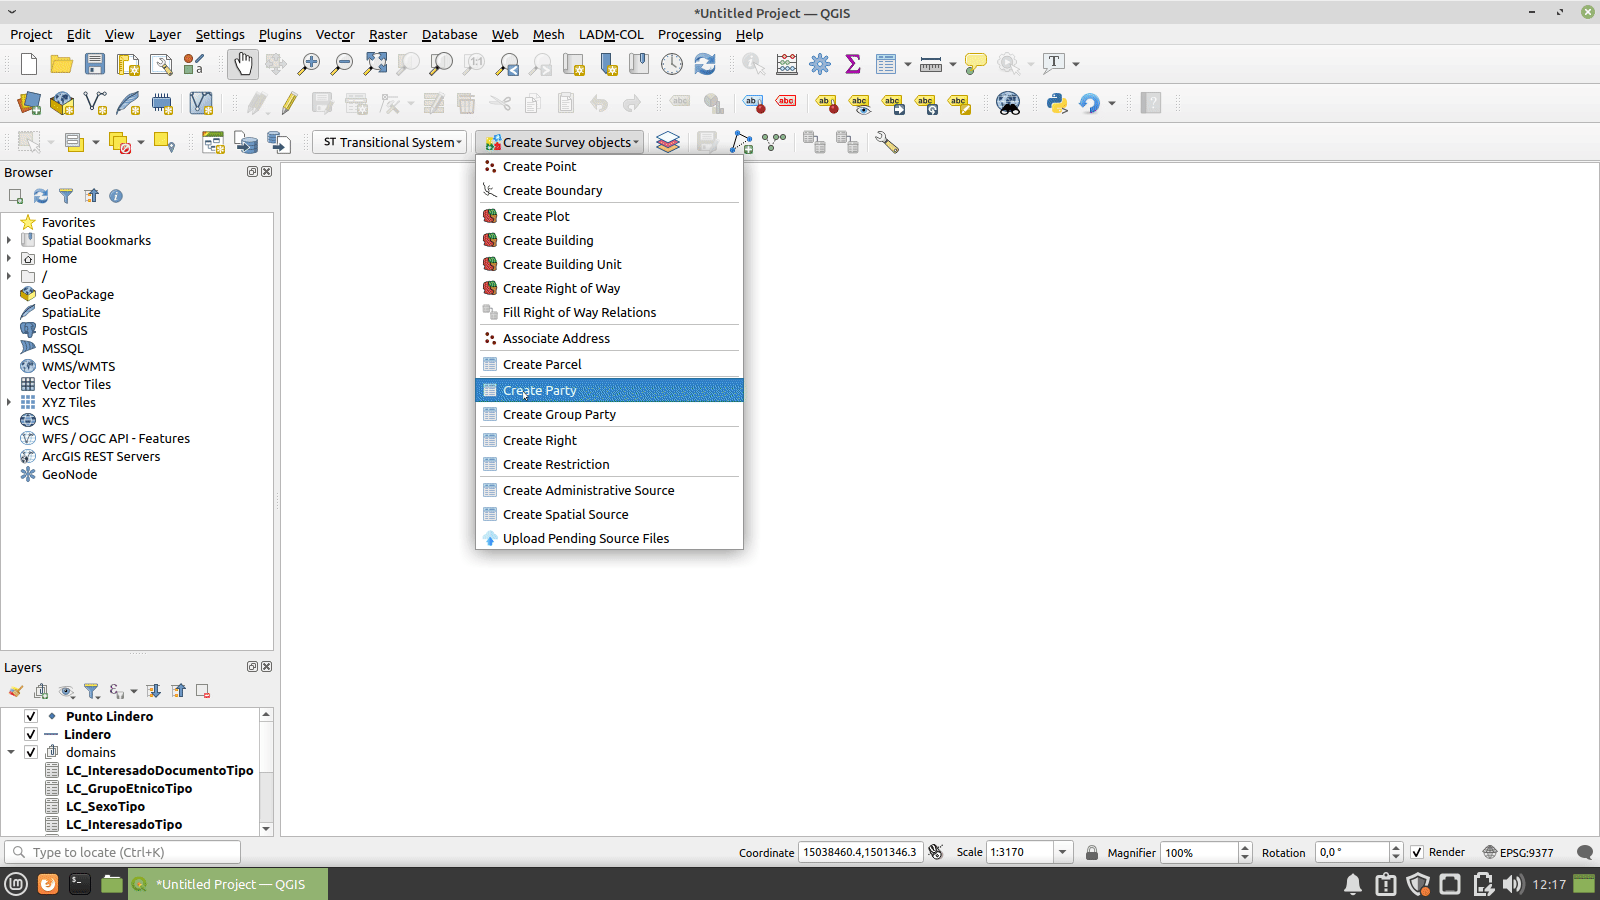 *Untitled Project — QGIS
Project Edit View Layer Settings Plugins Vector Raster Database Web Mesh LADM-COL Processing Help
ST Transitional System
Create Survey objects
Create Point
Create Boundary
Create Plot
Create Building
Create Building Unit
Create Right of Way
Fill Right of Way Relations
Associate Address
Create Parcel
Create Party
Create Group Party
Create Right
Create Restriction
Create Administrative Source
Create Spatial Source
Upload Pending Source Files
Browser
Favorites
Spatial Bookmarks
Home
/
GeoPackage
SpatiaLite
PostGIS
MSSQL
WMS/WMTS
Vector Tiles
XYZ Tiles
WCS
WFS / OGC API - Features
ArcGIS REST Servers
GeoNode
Layers
Punto Lindero
Lindero
domains
LC_InteresadoDocumentoTipo
LC_GrupoEtnicoTipo
LC_SexoTipo
LC_InteresadoTipo
Type to locate (Ctrl+K)
Coordinate 15038460.4,1501346.3 Scale 1:3170 Magnifier 100% Rotation 0,0 ° Render EPSG:9377
*Untitled Project — QGIS
12:17